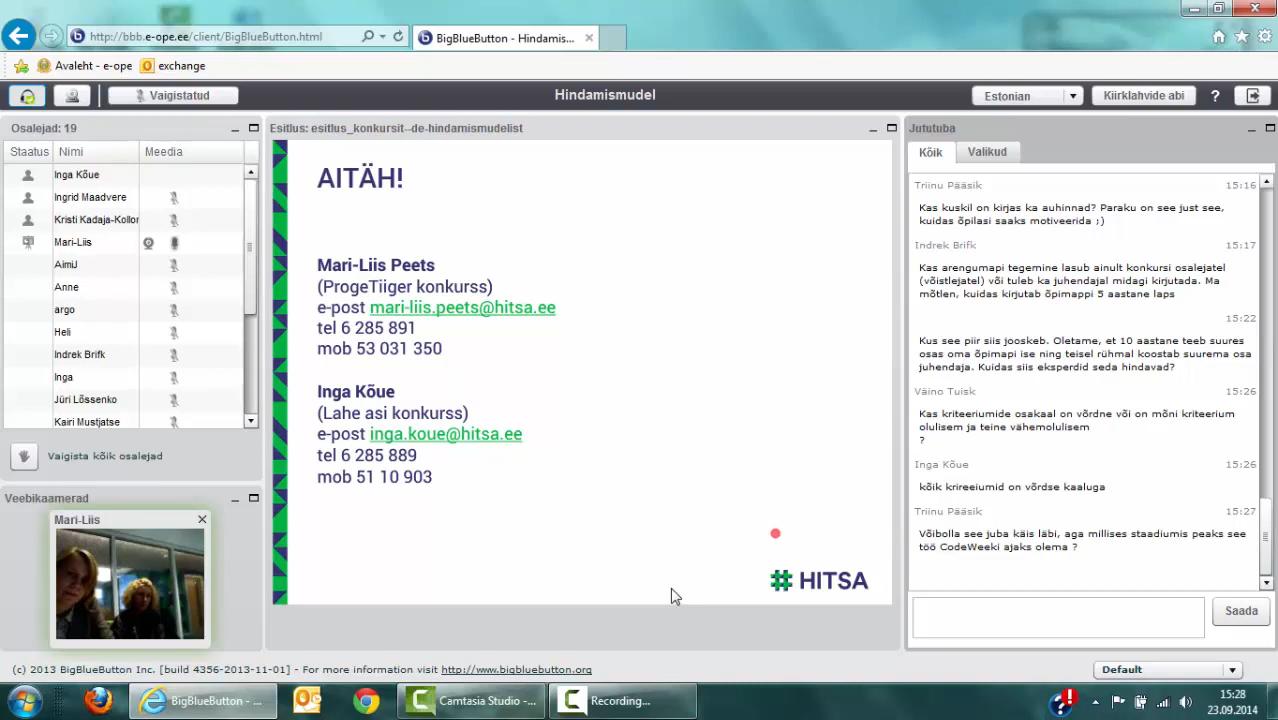 http://bbb.e-ope.ee/client/BigBlueButton.html
BigBlueButton - Hindamis...
Avaleht - e-ope
exchange
Vaigistatud
Hindamismudel
Estonian
Kiirklahvide abi
?
Osalejad: 19
Staatus Nimi Meedia
Inga Kõue
Ingrid Maadvere
Kristi Kadaja-Kollor
Mari-Liis
AimiJ
Anne
argo
Heli
Indrek Brifk
Inga
Jüri Lõssenko
Kairi Mustjatse
Vaigista kõik osalejad
Veebikaamerad
Mari-Liis
Esitlus: esitlus_konkursit--de-hindamismudelist
AITÄH!
Mari-Liis Peets
(ProgeTiiger konkurss)
e-post mari-liis.peets@hitsa.ee
tel 6 285 891
mob 53 031 350
Inga Kõue
(Lahe asi konkurss)
e-post inga.koue@hitsa.ee
tel 6 285 889
mob 51 10 903
HITSA
Jututuba
Kõik Valikud
Triinu Pääsik 15:16
Kas kuskil on kirjas ka auhinnad? Paraku on see just see,
kuidas õpilasi saaks motiveerida ;)
Indrek Brifk 15:17
Kas arengumapi tegemine lasub ainult konkursi osalejatel
(võistlejatel) või tuleb ka juhendajal midagi kirjutada. Ma
mõtlen, kuidas kirjutab õpimappi 5 aastane laps
15:22
Kus see piir siis jooskeb. Oletame, et 10 aastane teeb suures
osas oma õpimapi ise ning teisel rühmal koostab suurema osa
juhendaja. Kuidas siis eksperdid seda hindavad?
Väino Tuisk 15:26
Kas kriteeriumide osakaal on võrdne või on mõni kriteerium
olulisem ja teine vähemolulisem
?
Inga Kõue 15:26
kõik krireeiumid on võrdse kaaluga
Triinu Pääsik 15:27
Võibolla see juba käis läbi, aga millises staadiumis peaks see
töö CodeWeeki ajaks olema ?
Saada
(c) 2013 BigBlueButton Inc. [build 4356-2013-11-01] - For more information visit http://www.bigbluebutton.org
Default
BigBlueButton - ...
Camtasia Studio -...
Recording...
15:28
23.09.2014